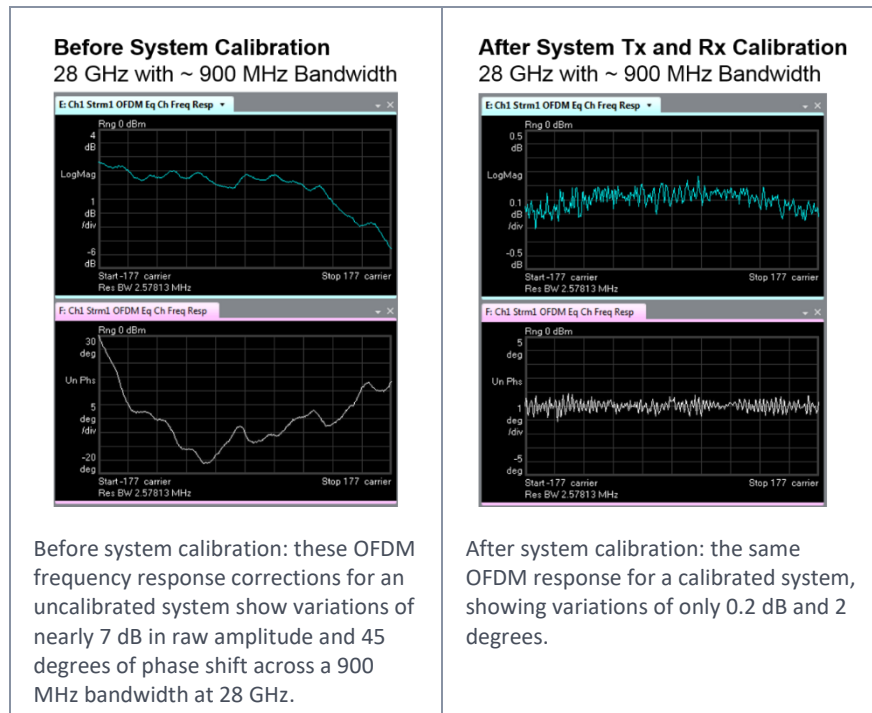 Before System Calibration
28 GHz with ~ 900 MHz Bandwidth
E: Ch1 Strm1 OFDM Eq Ch Freq Resp
Rng 0 dBm
4
dB
LogMag
1
dB
/div
-6
dB
Start -177 carrier
Stop 177 carrier
Res BW 2.57813 MHz
F: Ch1 Strm1 OFDM Eq Ch Freq Resp
Rng 0 dBm
30
deg
Un Phs
5
deg
/div
-20
deg
Start -177 carrier
Stop 177 carrier
Res BW 2.57813 MHz
Before system calibration: these OFDM
frequency response corrections for an
uncalibrated system show variations of
nearly 7 dB in raw amplitude and 45
degrees of phase shift across a 900
MHz bandwidth at 28 GHz.
After System Tx and Rx Calibration
28 GHz with ~ 900 MHz Bandwidth
E: Ch1 Strm1 OFDM Eq Ch Freq Resp
Rng 0 dBm
0.5
dB
LogMag
0.1
dB
/div
-0.5
dB
Start -177 carrier
Stop 177 carrier
Res BW 2.57813 MHz
F: Ch1 Strm1 OFDM Eq Ch Freq Resp
Rng 0 dBm
5
deg
Un Phs
1
deg
/div
-5
deg
Start -177 carrier
Stop 177 carrier
Res BW 2.57813 MHz
After system calibration: the same
OFDM response for a calibrated system,
showing variations of only 0.2 dB and 2
degrees.